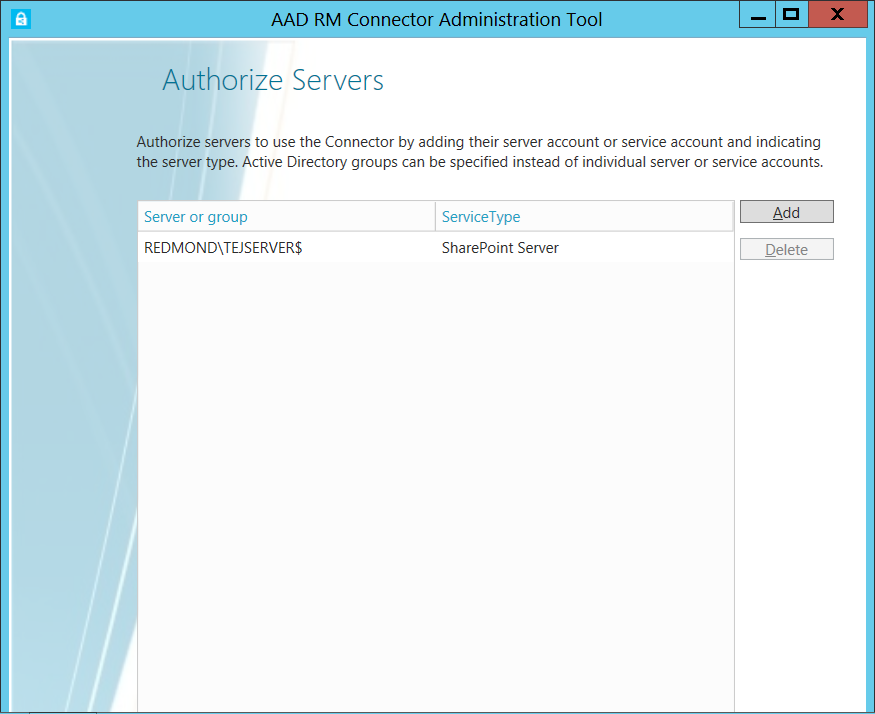 AAD RM Connector Administration Tool
Authorize Servers
Authorize servers to use the Connector by adding their server account or service account and indicating
the server type. Active Directory groups can be specified instead of individual server or service accounts.
Server or group ServiceType Add
REDMOND\TEJSERVER$ SharePoint Server Delete